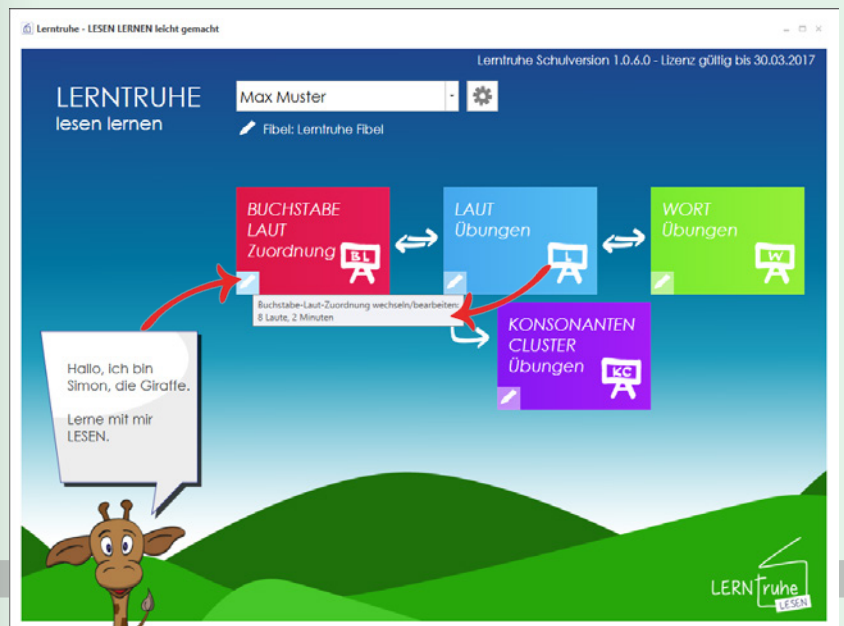 Lerntruhe - LESEN LERNEN leicht gemacht
Lerntruhe Schulversion 1.0.6.0 - Lizenz gültig bis 30.03.2017
LERNTRUHE
lesen lernen
Max Muster
Fibel: Lerntruhe Fibel
BUCHSTABE
LAUT
Zuordnung
BL
LAUT
Übungen
L
WORT
Übungen
W
Buchstabe-Laut-Zuordnung wechseln/bearbeiten:
8 Laute, 2 Minuten
KONSONANTEN
CLUSTER
Übungen
KC
Hallo, ich bin
Simon, die Giraffe.
Lerne mit mir
LESEN.
LERNTruhe
LESEN